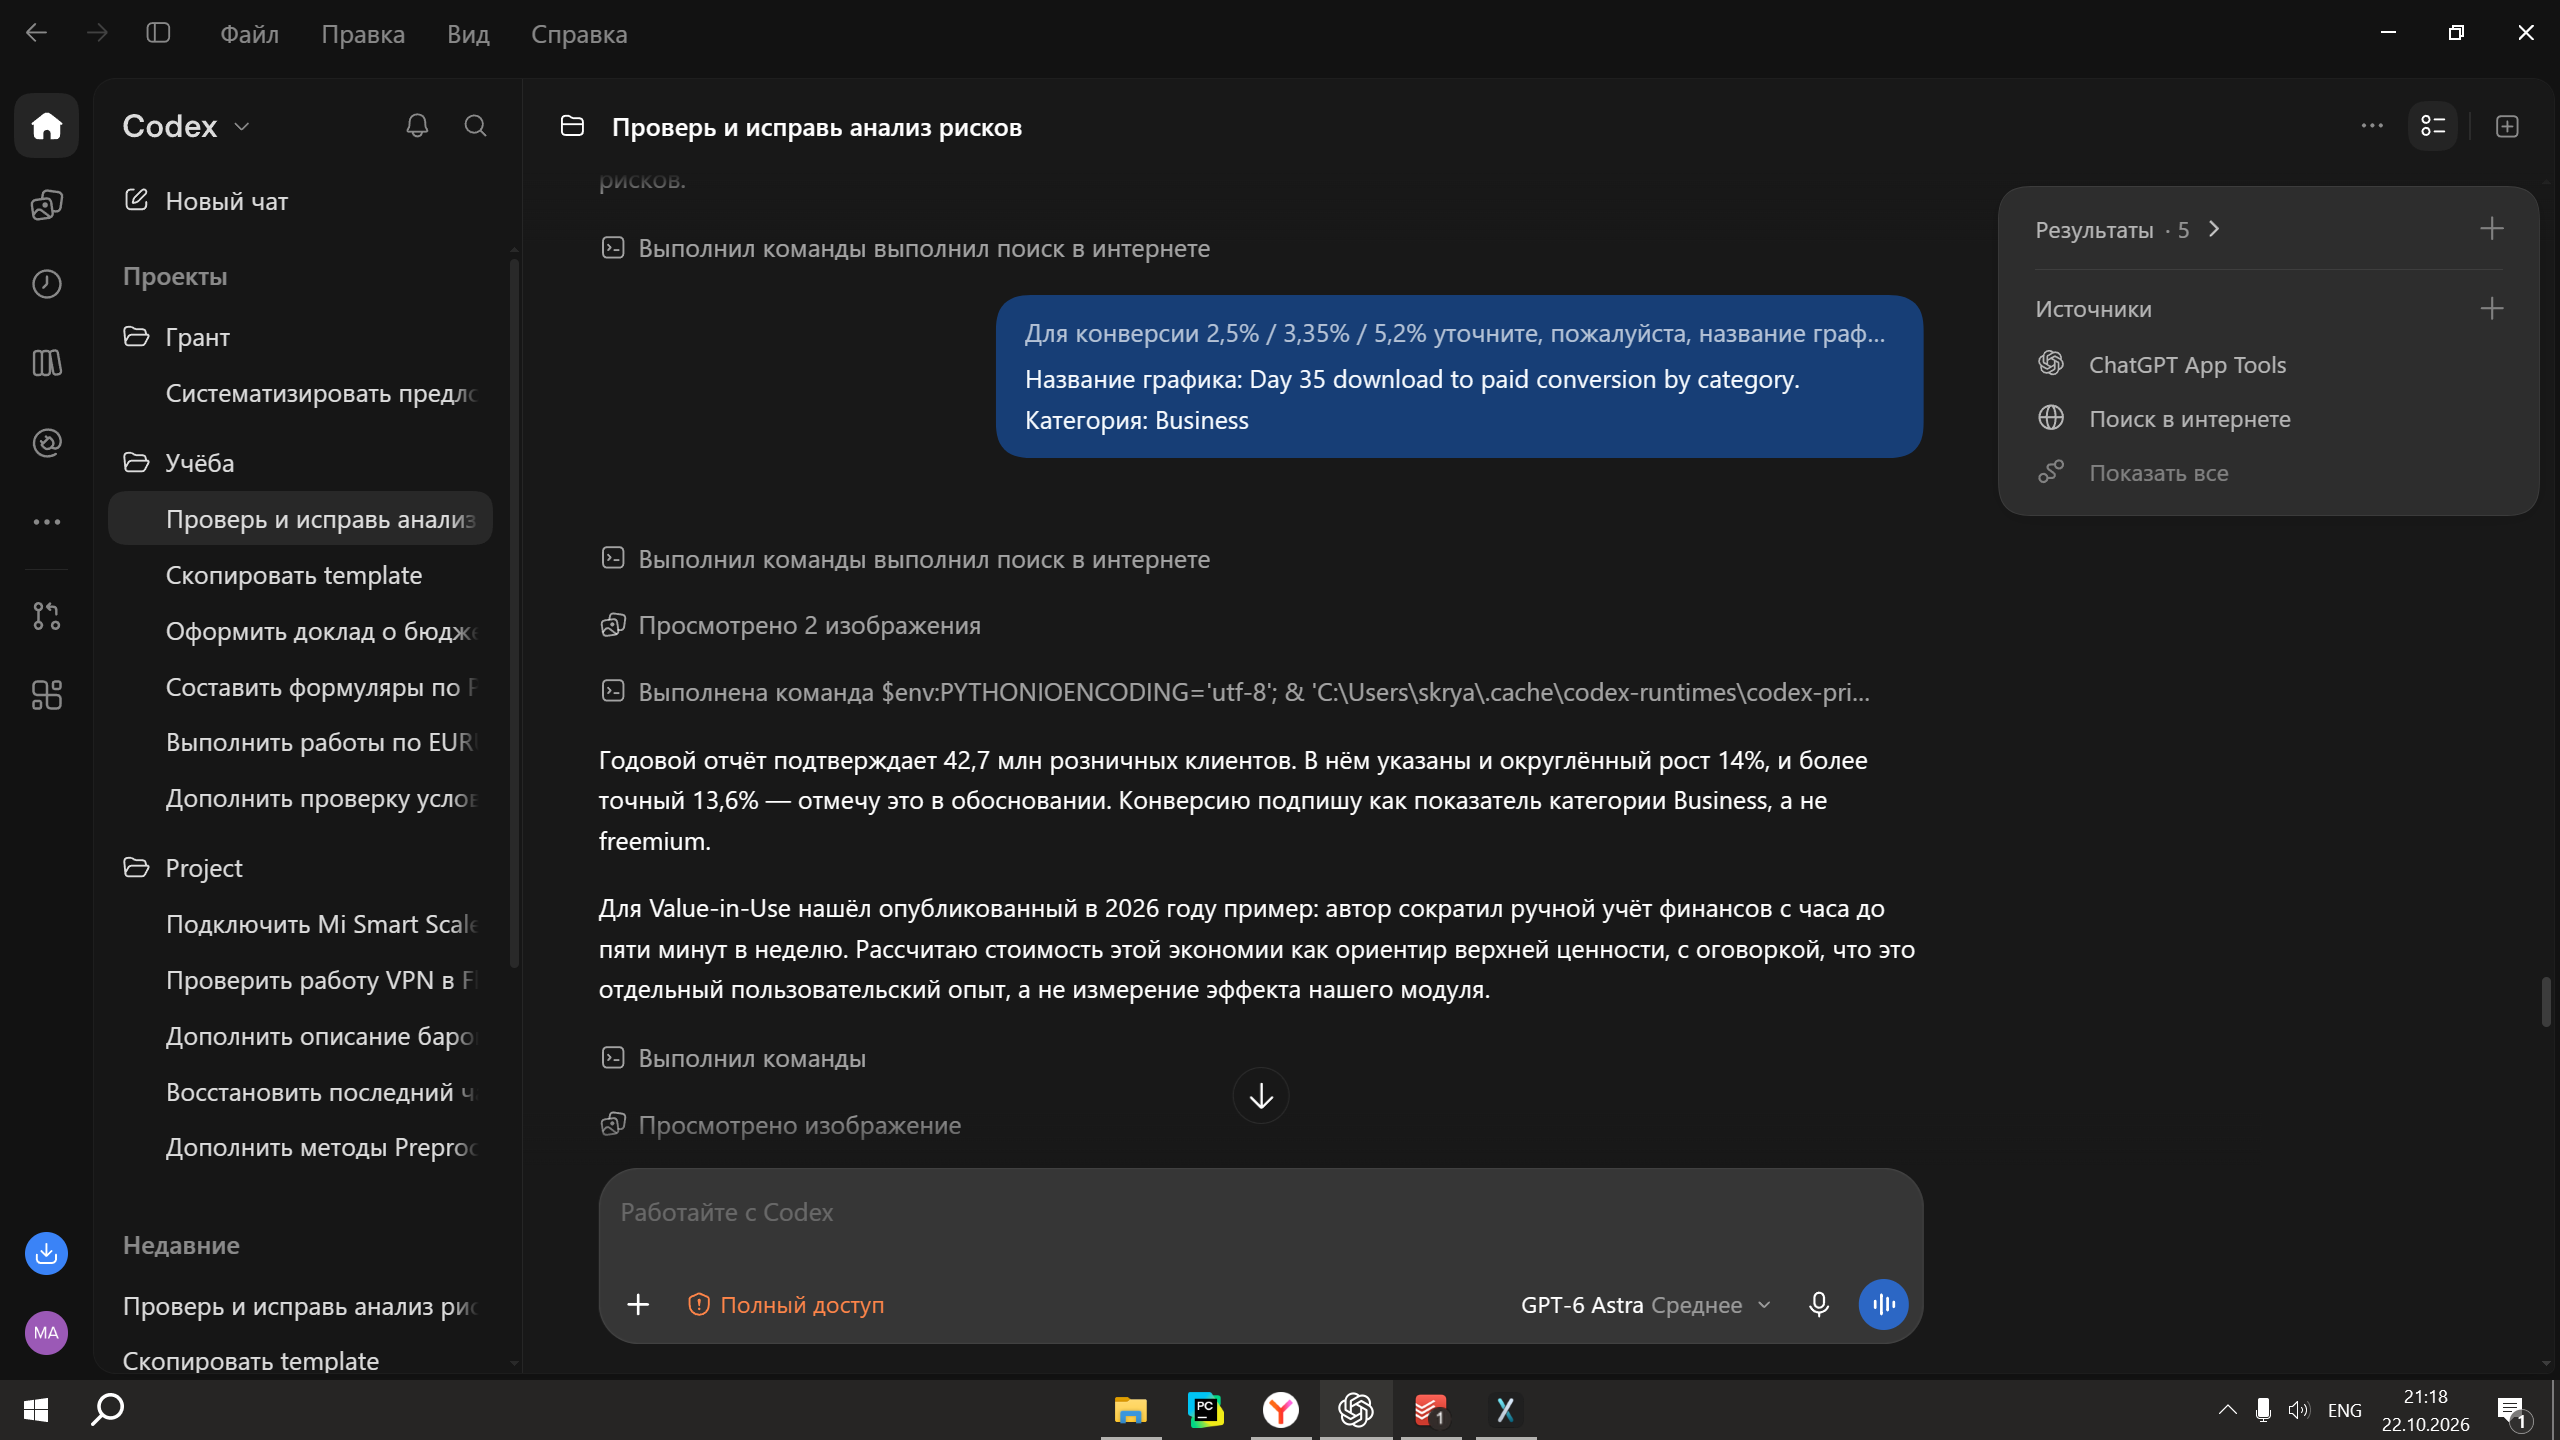 Файл Правка Вид Справка
Codex
Новый чат
Проекты
Грант
Систематизировать предло
Учёба
Проверь и исправь анализ
Скопировать template
Оформить доклад о бюдже
Составить формуляры по
Выполнить работы по EUR
Дополнить проверку услов
Project
Подключить Mi Smart Scale
Проверить работу VPN в
Дополнить описание баро
Восстановить последний
Дополнить методы Preproc
Недавние
Проверь и исправь анализ рис
Скопировать template
MA
Проверь и исправь анализ рисков
рисков.
Выполнил команды выполнил поиск в интернете
Для конверсии 2,5% / 3,35% / 5,2% уточните, пожалуйста, название граф...
Название графика: Day 35 download to paid conversion by category.
Категория: Business
Выполнил команды выполнил поиск в интернете
Просмотрено 2 изображения
Выполнена команда $env:PYTHONIOENCODING='utf-8'; & 'C:\Users\skrya\.cache\codex-runtimes\codex-pri...
Годовой отчёт подтверждает 42,7 млн розничных клиентов. В нём указаны и округлённый рост 14%, и более
точный 13,6% — отмечу это в обосновании. Конверсию подпишу как показатель категории Business, а не
freemium.
Для Value-in-Use нашёл опубликованный в 2026 году пример: автор сократил ручной учёт финансов с часа до
пяти минут в неделю. Рассчитаю стоимость этой экономии как ориентир верхней ценности, с оговоркой, что это
отдельный пользовательский опыт, а не измерение эффекта нашего модуля.
Выполнил команды
Просмотрено изображение
Работайте с Codex
Полный доступ
GPT-6 Astra Среднее
Результаты · 5
Источники
ChatGPT App Tools
Поиск в интернете
Показать все
PC
1
ENG
21:18
22.10.2026
1